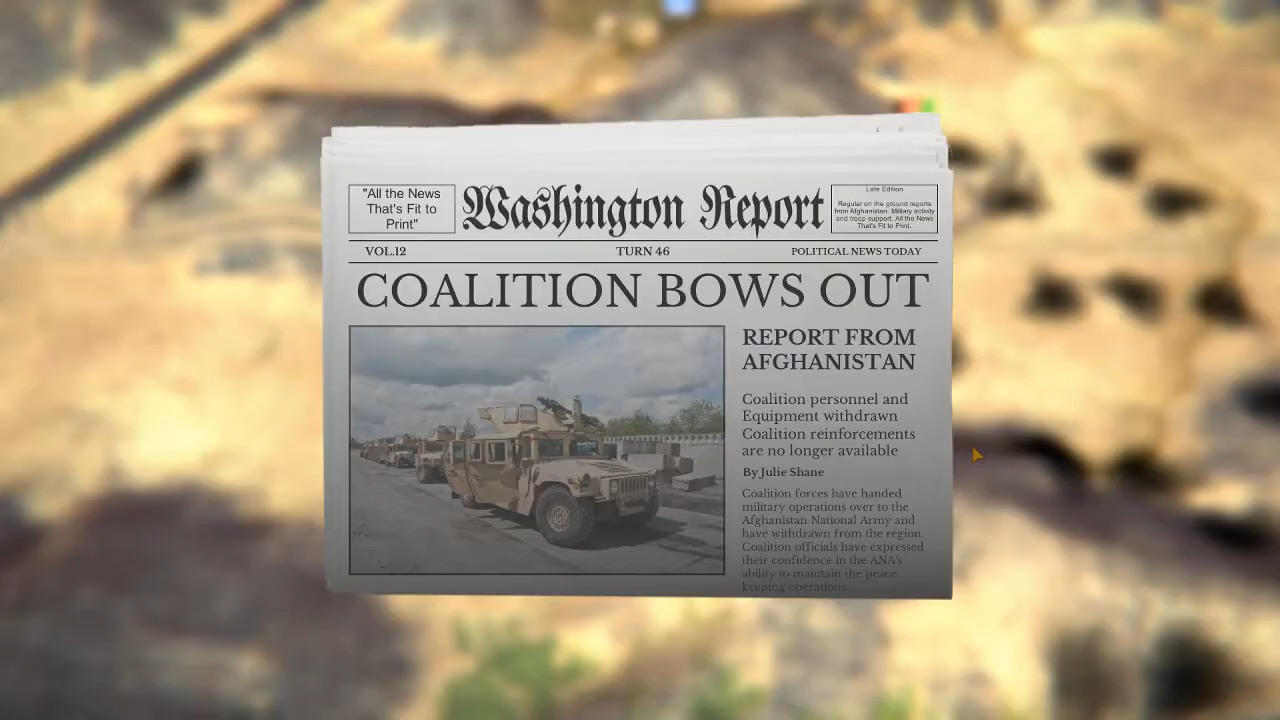 "All the News
That's Fit to
Print"
Washington Report
Late Edition
Regular on the ground reports
from Afghanistan. Military activity
and troop support. All the News
That's Fit to Print.
VOL.12
TURN 46
POLITICAL NEWS TODAY
COALITION BOWS OUT
REPORT FROM
AFGHANISTAN
Coalition personnel and
Equipment withdrawn
Coalition reinforcements
are no longer available
By Julie Shane
Coalition forces have handed
military operations over to the
Afghanistan National Army and
have withdrawn from the region.
Coalition officials have expressed
their confidence in the ANA's
ability to maintain the peace
keeping operations.